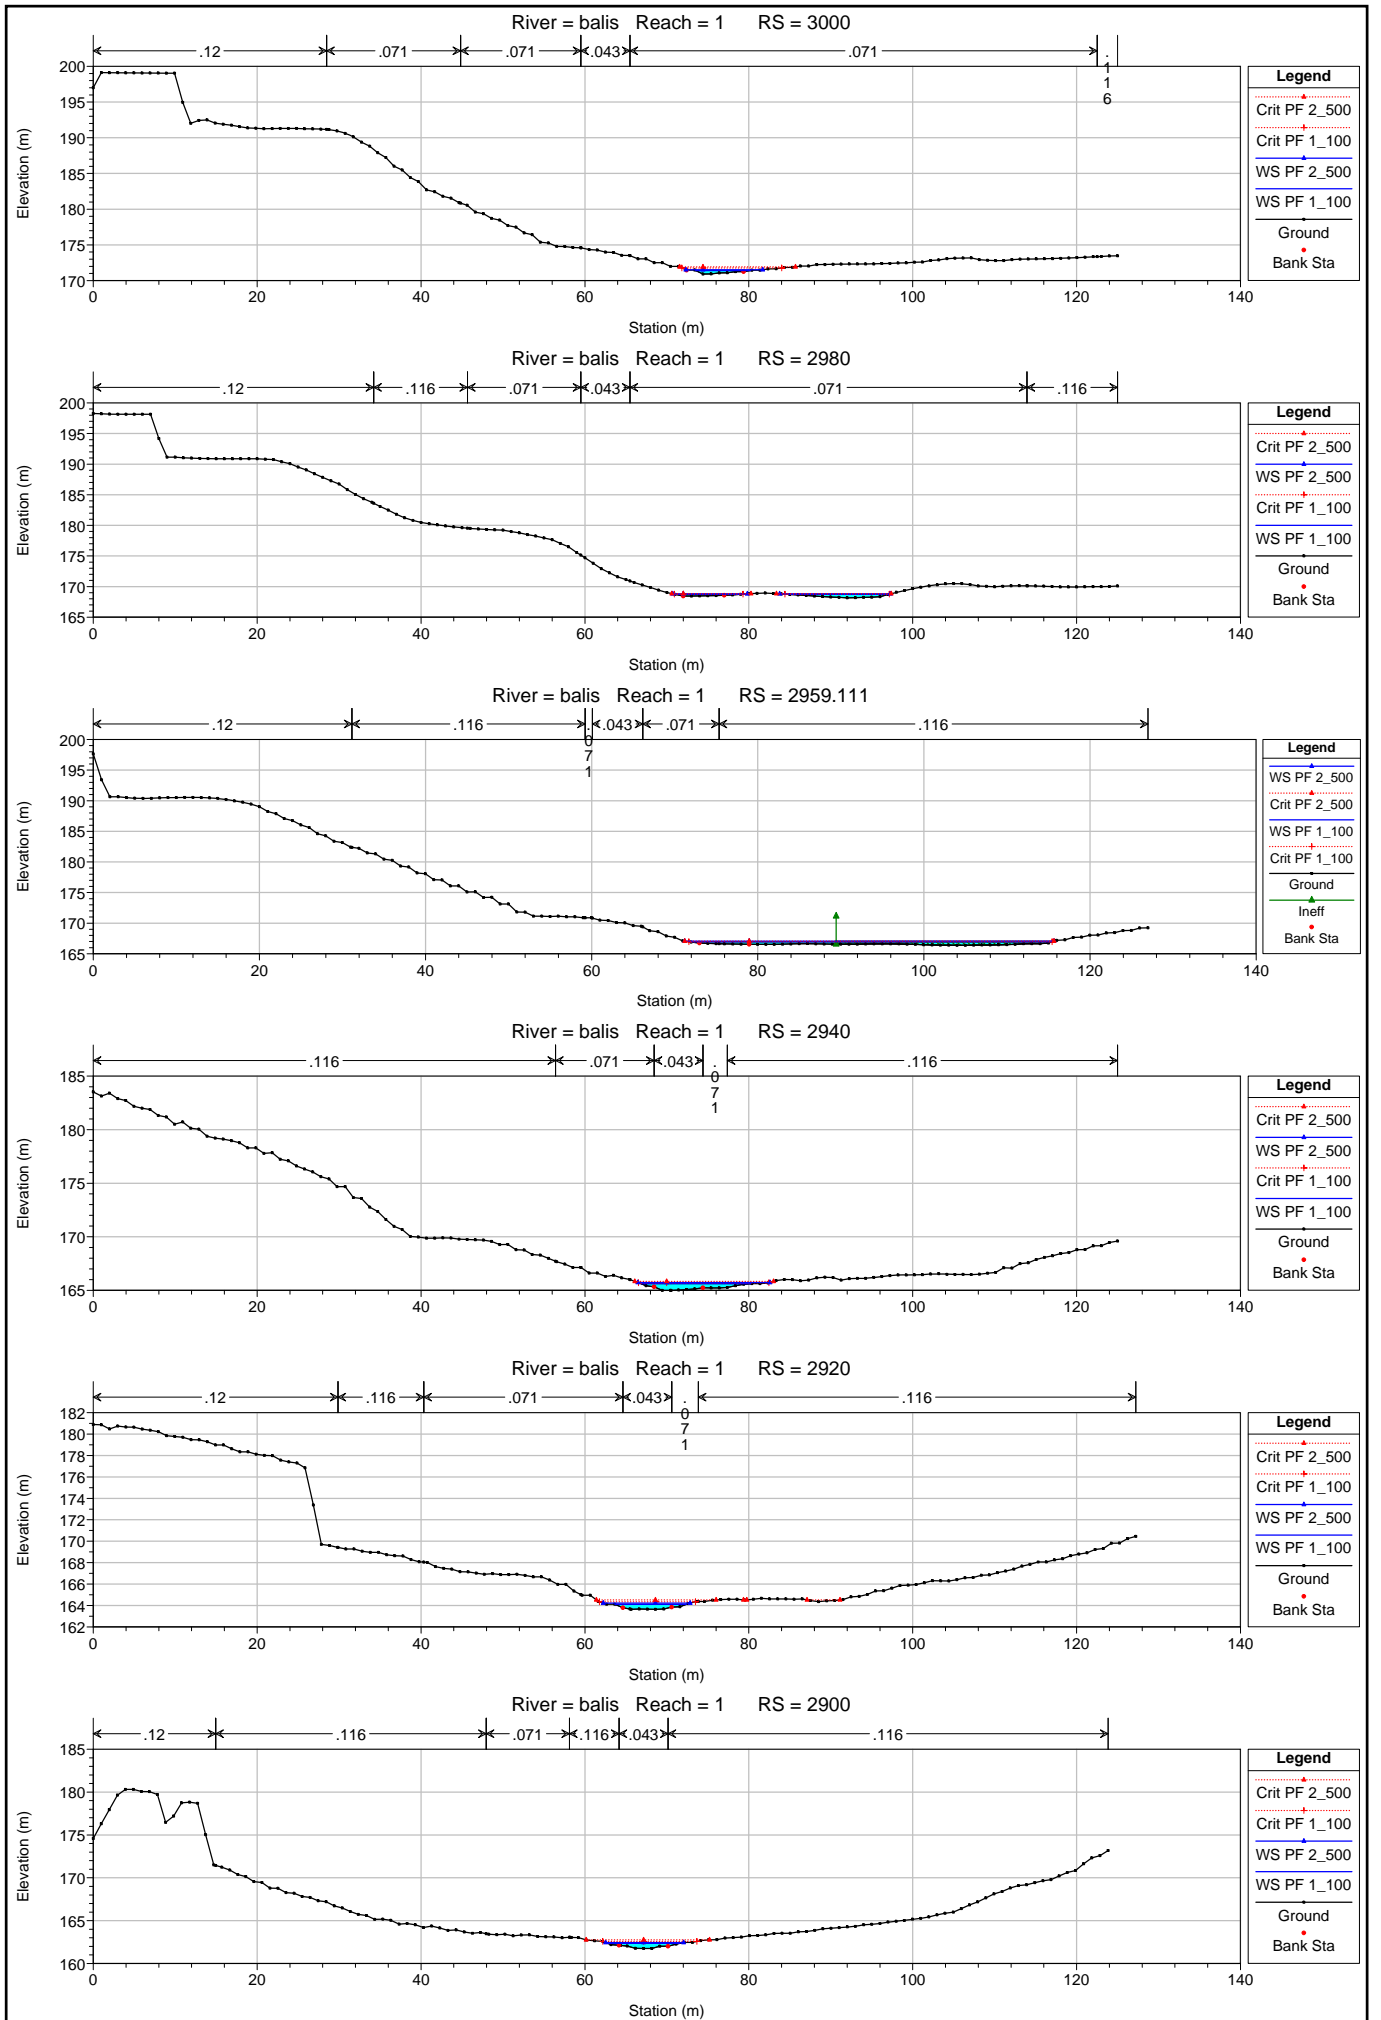 River = balis Reach = 1 RS = 3000
.12 .071 .071 .043 .071 .116
Elevation (m)
200
195
190
185
180
175
170
0 20 40 60 80 100 120 140
Station (m)
Legend
Crit PF 2_500
Crit PF 1_100
WS PF 2_500
WS PF 1_100
Ground
Bank Sta
River = balis Reach = 1 RS = 2980
.12 .116 .071 .043 .071 .116
Elevation (m)
200
195
190
185
180
175
170
165
0 20 40 60 80 100 120 140
Station (m)
Legend
Crit PF 2_500
WS PF 2_500
Crit PF 1_100
WS PF 1_100
Ground
Bank Sta
River = balis Reach = 1 RS = 2959.111
.12 .116 .071 .043 .071 .116
Elevation (m)
200
195
190
185
180
175
170
165
0 20 40 60 80 100 120 140
Station (m)
Legend
WS PF 2_500
Crit PF 2_500
WS PF 1_100
Crit PF 1_100
Ground
Ineff
Bank Sta
River = balis Reach = 1 RS = 2940
.116 .071 .043 .071 .116
Elevation (m)
185
180
175
170
165
0 20 40 60 80 100 120 140
Station (m)
Legend
Crit PF 2_500
WS PF 2_500
Crit PF 1_100
WS PF 1_100
Ground
Bank Sta
River = balis Reach = 1 RS = 2920
.12 .116 .071 .043 .071 .116
Elevation (m)
182
180
178
176
174
172
170
168
166
164
162
0 20 40 60 80 100 120 140
Station (m)
Legend
Crit PF 2_500
Crit PF 1_100
WS PF 2_500
WS PF 1_100
Ground
Bank Sta
River = balis Reach = 1 RS = 2900
.12 .116 .071 .116 .043 .116
Elevation (m)
185
180
175
170
165
160
0 20 40 60 80 100 120 140
Station (m)
Legend
Crit PF 2_500
Crit PF 1_100
WS PF 2_500
WS PF 1_100
Ground
Bank Sta